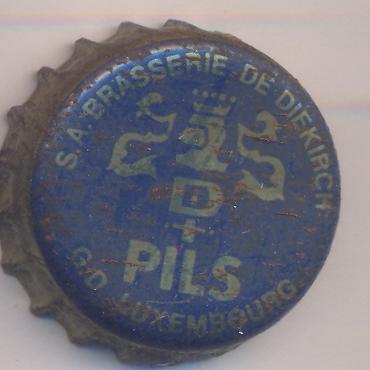 S.A. BRASSERIE DE DIEKIRCH
D
PILS
G.D. LUXEMBOURG